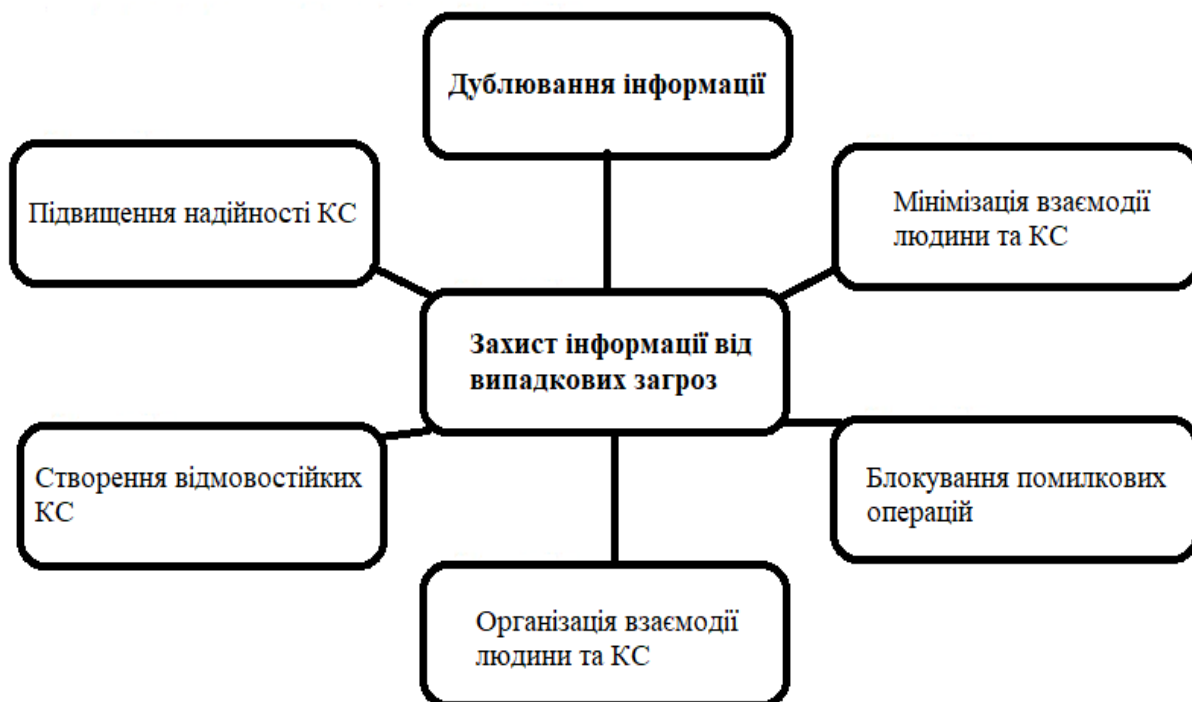 Дублювання інформації
Підвищення надійності КС
Мінімізація взаємодії
людини та КС
Захист інформації від
випадкових загроз
Створення відмовостійких
КС
Блокування помилкових
операцій
Організація взаємодії
людини та КС